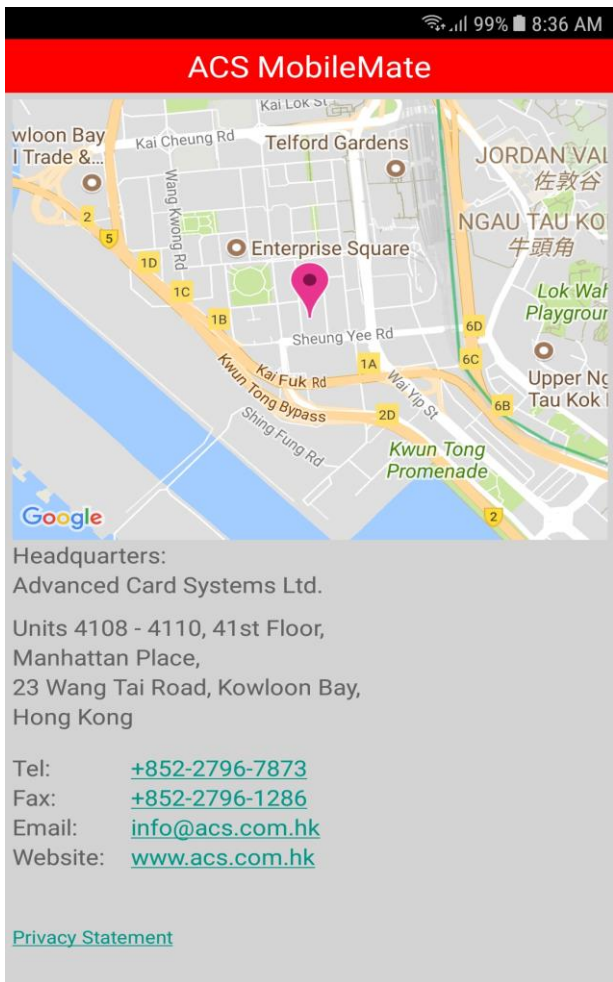 99% 8:36 AM
ACS MobileMate
Kai Lok St
wloon Bay
l Trade &...
Kai Cheung Rd
Telford Gardens
JORDAN VAL
佐敦谷
Wang Kwong Rd
2
5
NGAU TAU KO
牛頭角
Enterprise Square
1D
1C
1B
Lok Wah
Playgroun
Sheung Yee Rd
6D
1A
6C
Kai Fuk Rd
Wai Yip St
Upper Ng
Tau Kok
Kwun Tong Bypass
6B
2D
Shing Fung Rd
Kwun Tong
Promenade
Google
2
Headquarters:
Advanced Card Systems Ltd.
Units 4108 - 4110, 41st Floor,
Manhattan Place,
23 Wang Tai Road, Kowloon Bay,
Hong Kong
Tel: +852-2796-7873
Fax: +852-2796-1286
Email: info@acs.com.hk
Website: www.acs.com.hk
Privacy Statement